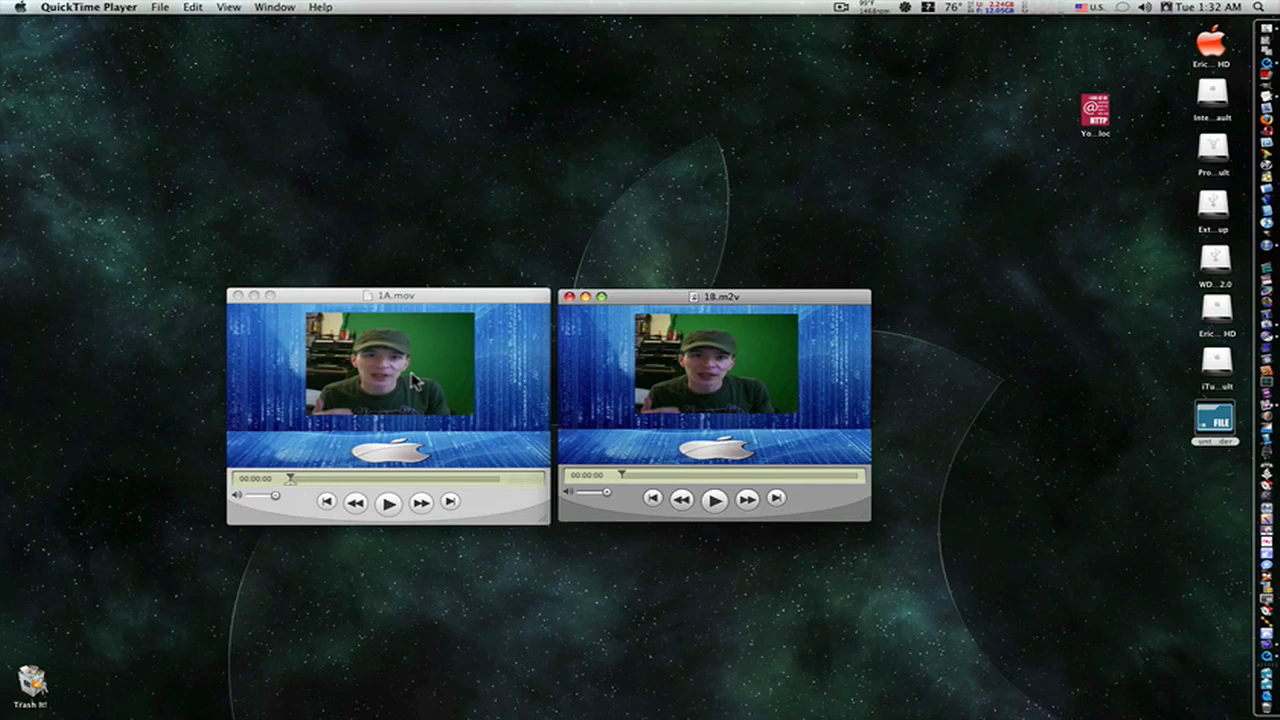 QuickTime Player File Edit View Window Help
76° U.S. Tue 1:32 AM
Eric... HD
Inte...ault
Pro...ult
Ext...up
WD...2.0
Eric... HD
iTu...ult
FILE
unt...der
HTTP
Yo...loc
1A.mov
00:00:00
1B.m2v
00:00:00
Trash It!